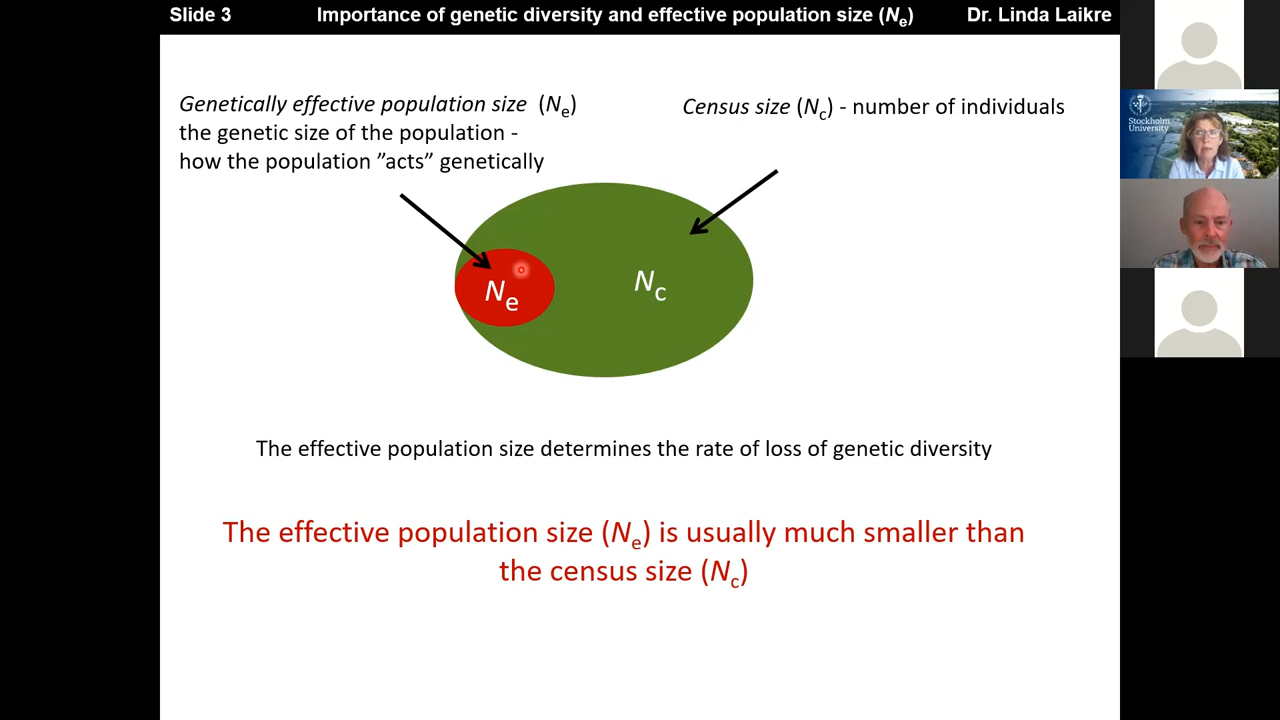 Slide 3 Importance of genetic diversity and effective population size (Ne) Dr. Linda Laikre
Genetically effective population size (Ne)
the genetic size of the population -
how the population ”acts” genetically
Census size (Nc) - number of individuals
Ne
Nc
The effective population size determines the rate of loss of genetic diversity
The effective population size (Ne) is usually much smaller than
the census size (Nc)
Stockholm
University